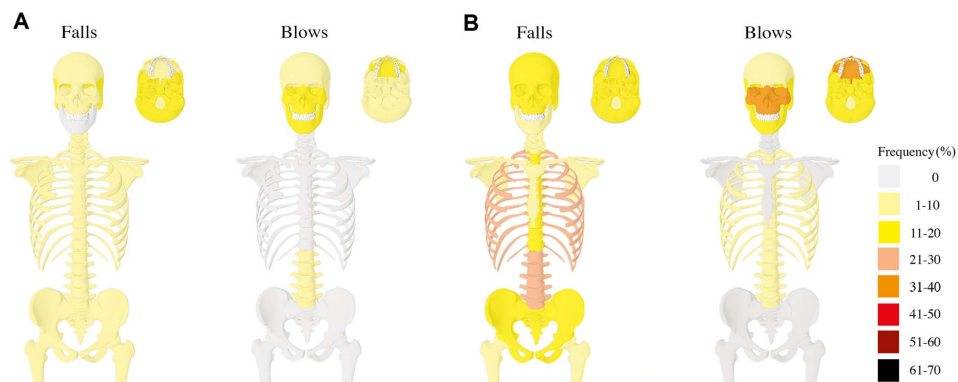 A
Falls
Blows
B
Falls
Blows
Frequency(%)
0
1-10
11-20
21-30
31-40
41-50
51-60
61-70